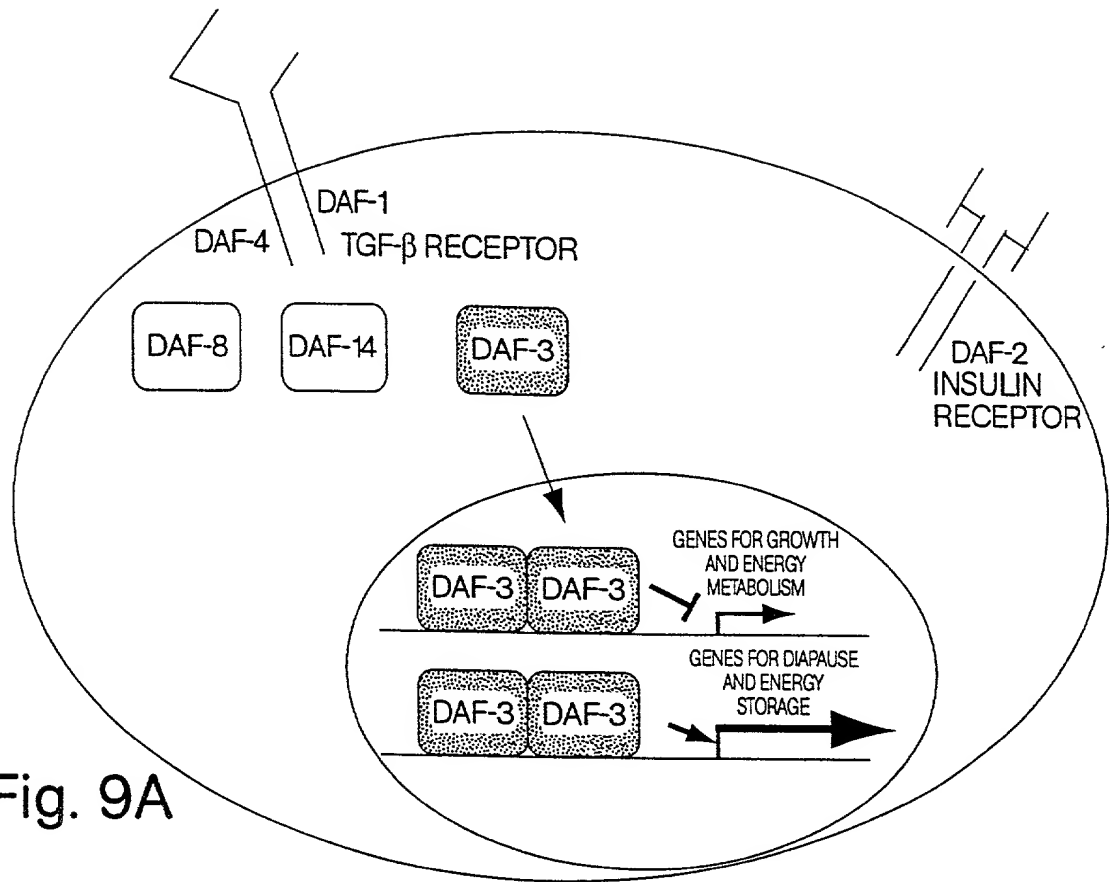 DAF-1
DAF-4
TGF-β RECEPTOR
DAF-8
DAF-14
DAF-3
DAF-2
INSULIN
RECEPTOR
GENES FOR GROWTH
AND ENERGY
METABOLISM
DAF-3
DAF-3
GENES FOR DIAPAUSE
AND ENERGY
STORAGE
DAF-3
DAF-3
Fig. 9A